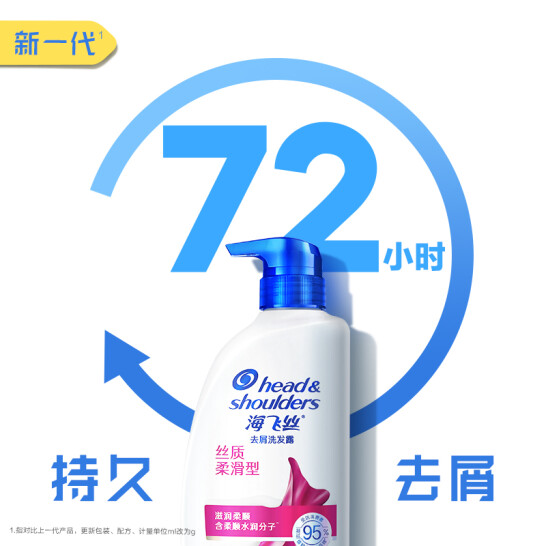 新一代1
72
小时
head&
shoulders
海飞丝®
去屑洗发露
丝质
柔滑型
持久
去屑
滋润柔顺
含柔顺水润分子
95%
1.指对比上一代产品，更新包装、配方、计量单位ml改为g